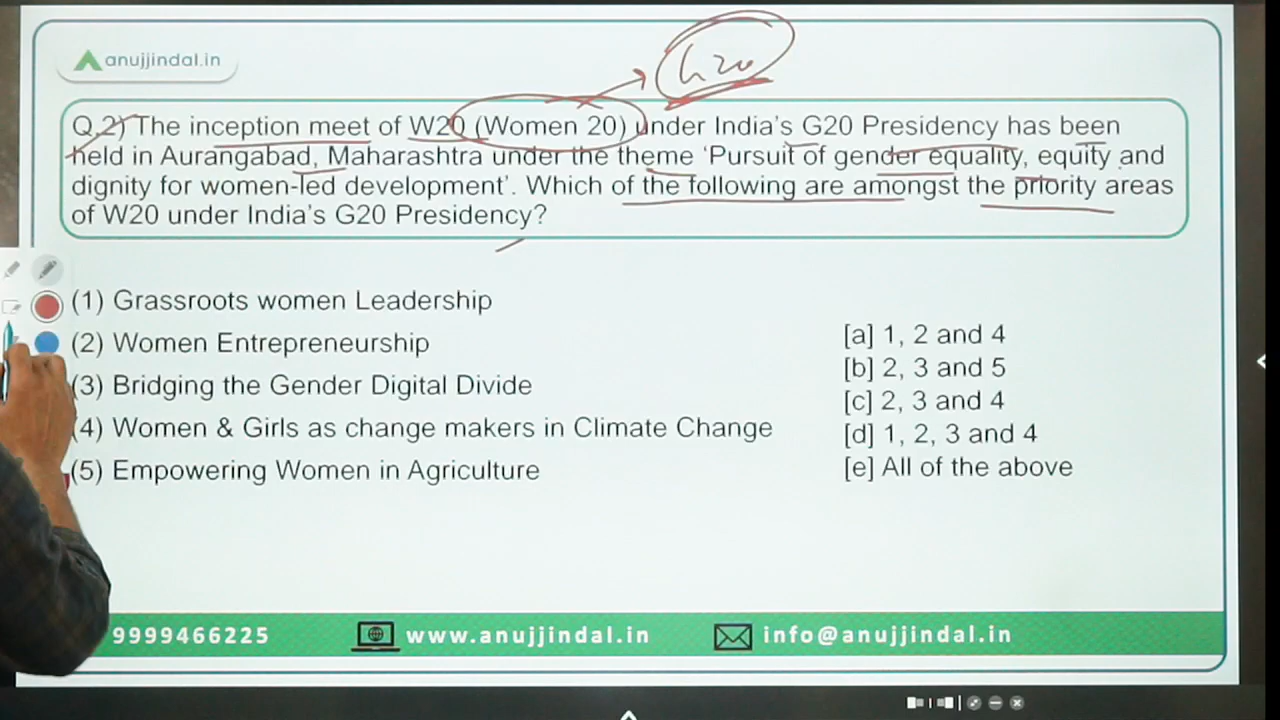 anujjindal.in
G20
Q.2) The inception meet of W20 (Women 20) under India's G20 Presidency has been
held in Aurangabad, Maharashtra under the theme 'Pursuit of gender equality, equity and
dignity for women-led development'. Which of the following are amongst the priority areas
of W20 under India's G20 Presidency?
(1) Grassroots women Leadership
(2) Women Entrepreneurship
(3) Bridging the Gender Digital Divide
(4) Women & Girls as change makers in Climate Change
(5) Empowering Women in Agriculture
[a] 1, 2 and 4
[b] 2, 3 and 5
[c] 2, 3 and 4
[d] 1, 2, 3 and 4
[e] All of the above
9999466225
www.anujjindal.in
info@anujjindal.in